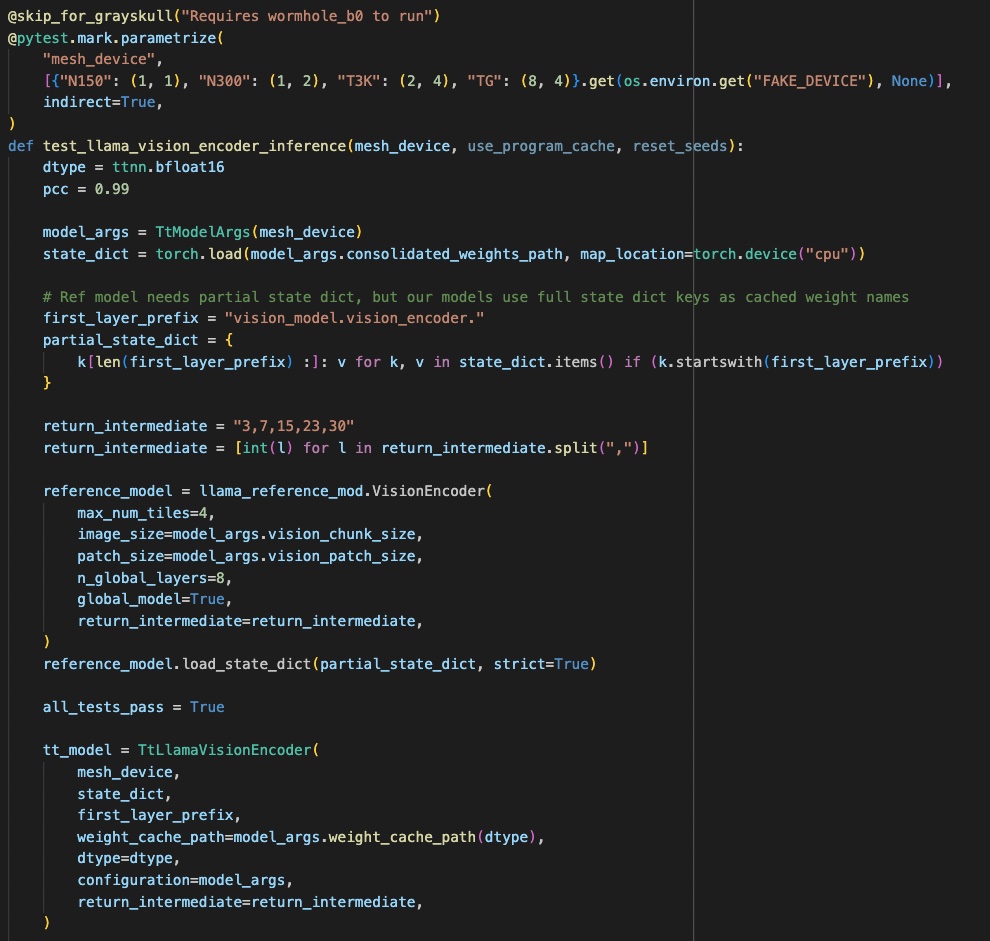 @skip_for_grayskull("Requires wormhole_b0 to run")
@pytest.mark.parametrize(
    "mesh_device",
    [{"N150": (1, 1), "N300": (1, 2), "T3K": (2, 4), "TG": (8, 4)}.get(os.environ.get("FAKE_DEVICE"), None)],
    indirect=True,
)
def test_llama_vision_encoder_inference(mesh_device, use_program_cache, reset_seeds):
    dtype = ttnn.bfloat16
    pcc = 0.99

    model_args = TtModelArgs(mesh_device)
    state_dict = torch.load(model_args.consolidated_weights_path, map_location=torch.device("cpu"))

    # Ref model needs partial state dict, but our models use full state dict keys as cached weight names
    first_layer_prefix = "vision_model.vision_encoder."
    partial_state_dict = {
        k[len(first_layer_prefix) :]: v for k, v in state_dict.items() if (k.startswith(first_layer_prefix))
    }

    return_intermediate = "3,7,15,23,30"
    return_intermediate = [int(l) for l in return_intermediate.split(",")]

    reference_model = llama_reference_mod.VisionEncoder(
        max_num_tiles=4,
        image_size=model_args.vision_chunk_size,
        patch_size=model_args.vision_patch_size,
        n_global_layers=8,
        global_model=True,
        return_intermediate=return_intermediate,
    )
    reference_model.load_state_dict(partial_state_dict, strict=True)

    all_tests_pass = True

    tt_model = TtLlamaVisionEncoder(
        mesh_device,
        state_dict,
        first_layer_prefix,
        weight_cache_path=model_args.weight_cache_path(dtype),
        dtype=dtype,
        configuration=model_args,
        return_intermediate=return_intermediate,
    )